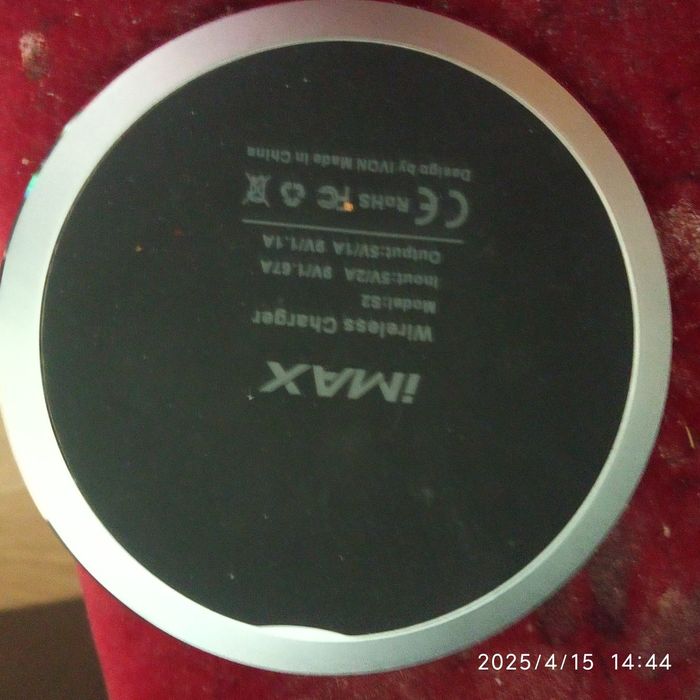 iMAX
Wireless Charger
Model:S2
Inout:5V/2A 9V/1.67A
Output:5V/1A 9V/1.1A
CE RoHS FC
Design by IVON Made in China
2025/4/15 14:44